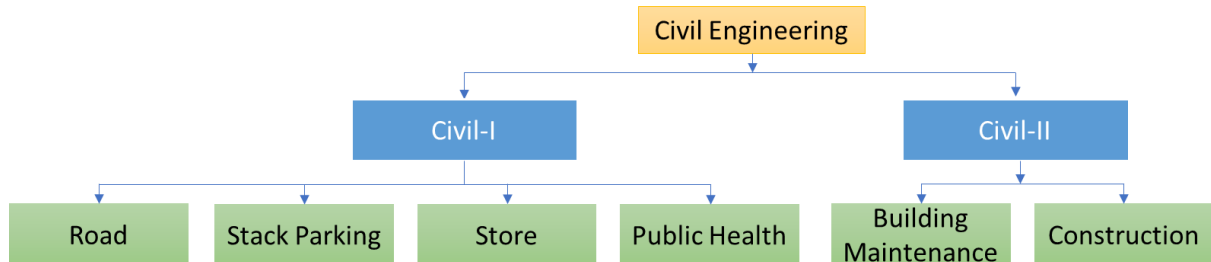 Civil Engineering
Civil-I
Civil-II
Road
Stack Parking
Store
Public Health
Building
Maintenance
Construction